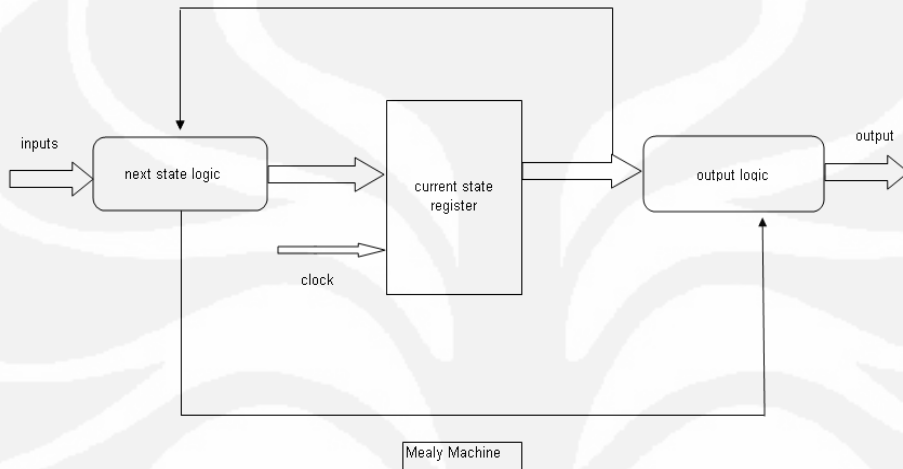 inputs
next state logic
current state
register
clock
output logic
output
Mealy Machine